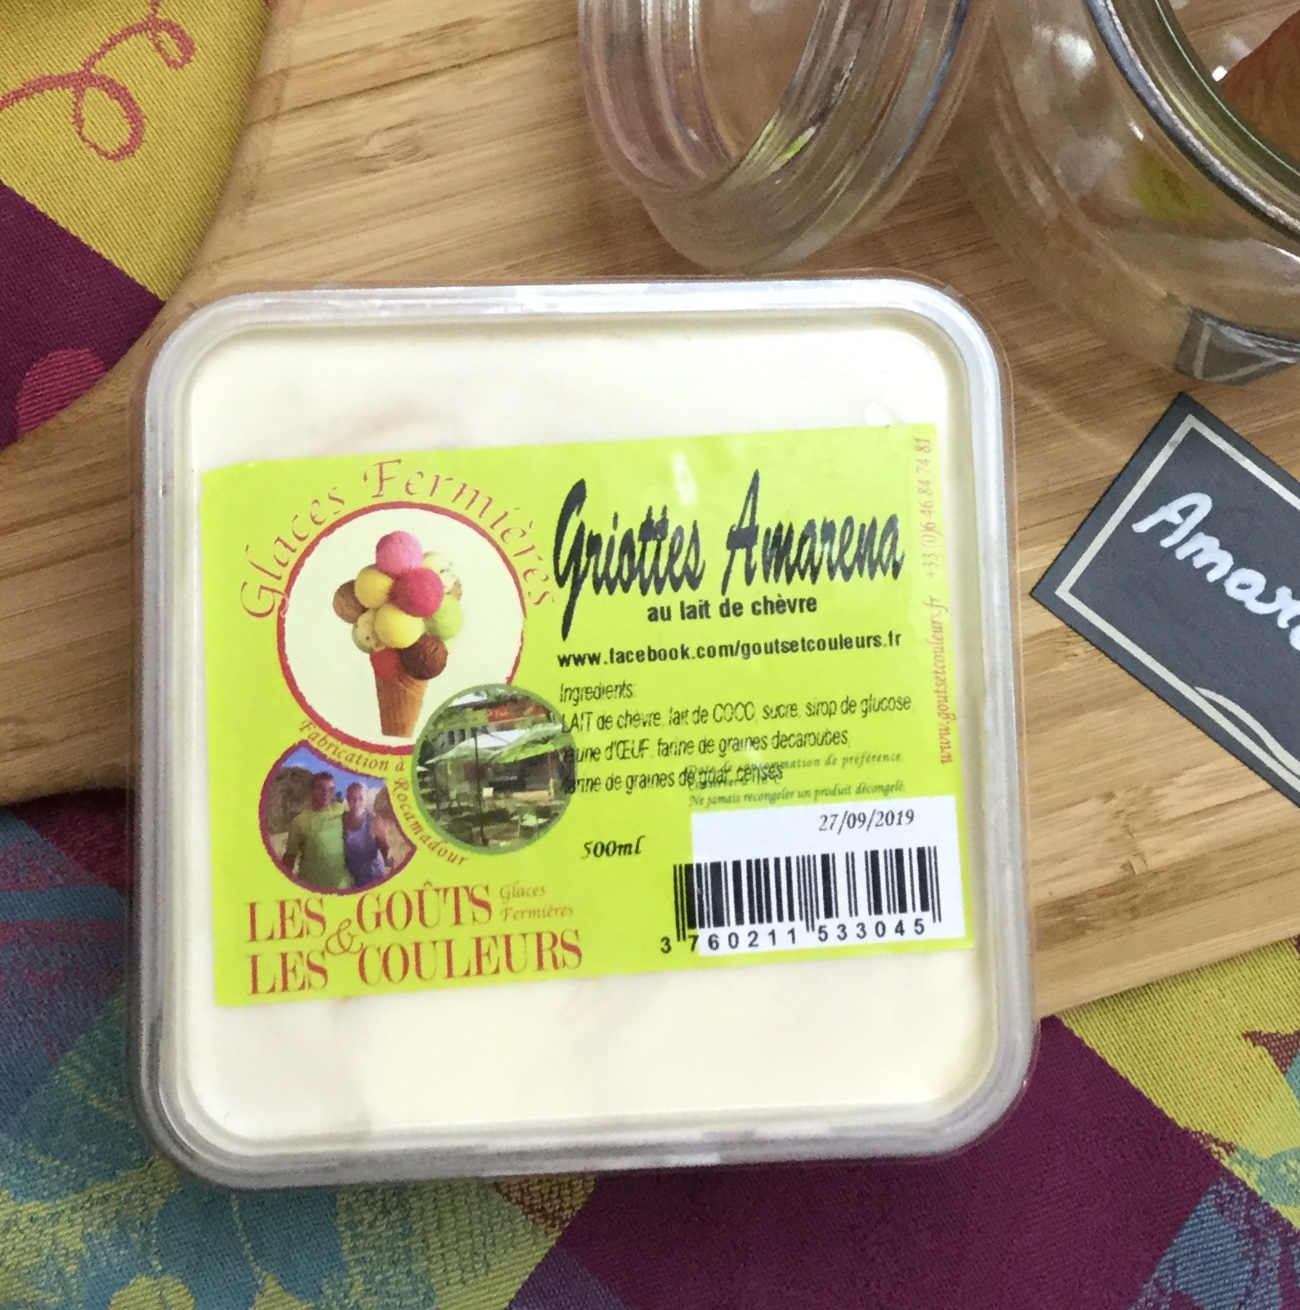 Glaces Fermières
Griottes Amarena
au lait de chèvre
www.facebook.com/goutsetcouleurs.fr
Ingredients:
LAIT de chèvre, lait de COCO, sucre, sirop de glucose,
d'ŒUF, farine de graines decaroubes,
de graines de guar, cerises
de préférence.
Ne jamais recongeler un produit décongelé.
27/09/2019
500ml
3 760211 533045
Fabrication à Rocamadour
LES GOÛTS
&
LES COULEURS
Glaces
Fermières
www.goutsetcouleurs.fr +33 (0)6 46 84 74 81